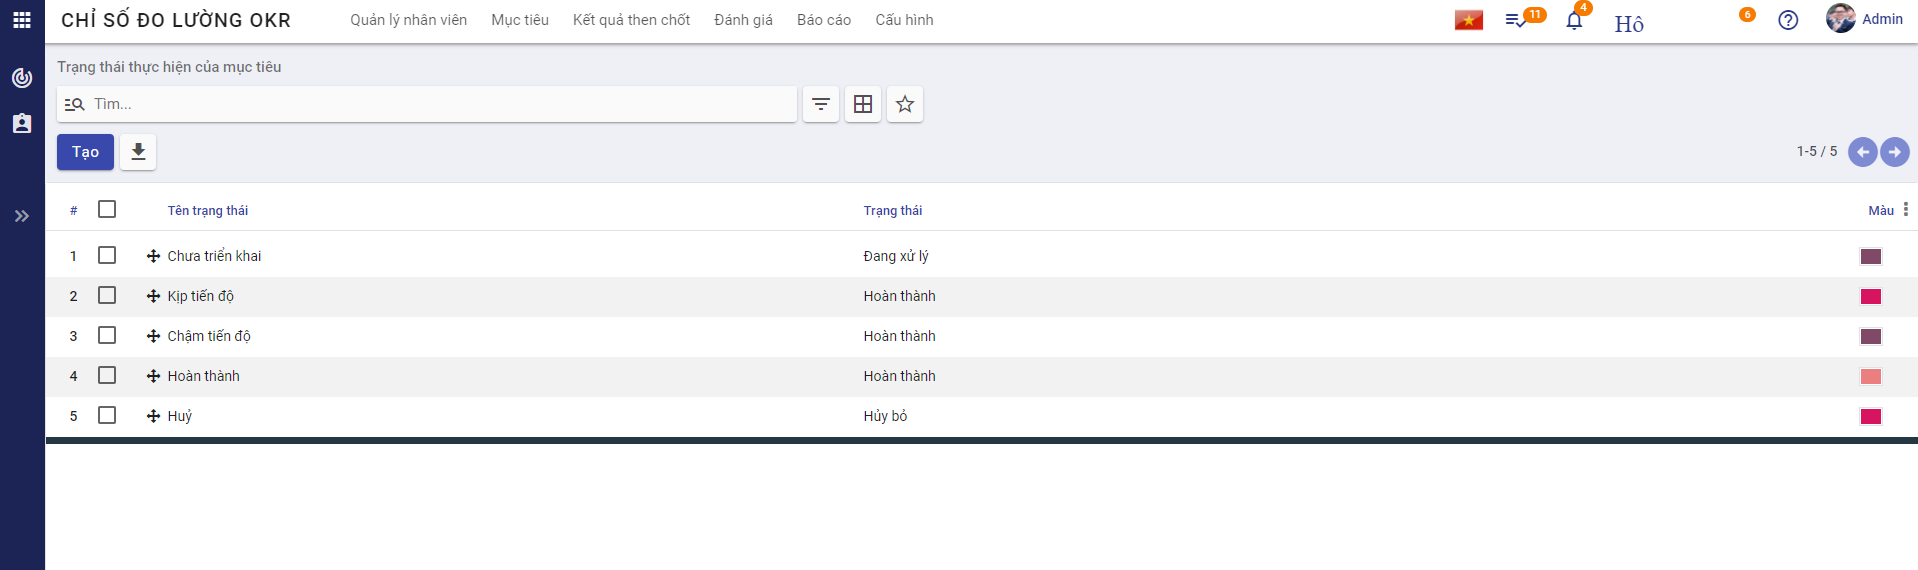 CHỈ SỐ ĐO LƯỜNG OKR Quản lý nhân viên Mục tiêu Kết quả then chốt Đánh giá Báo cáo Cấu hình 11 4 Hô 6 Admin
Trạng thái thực hiện của mục tiêu
Tìm...
Tạo 1-5 / 5
# Tên trạng thái Trạng thái Màu
1 Chưa triển khai Đang xử lý
2 Kịp tiến độ Hoàn thành
3 Chậm tiến độ Hoàn thành
4 Hoàn thành Hoàn thành
5 Huỷ Hủy bỏ